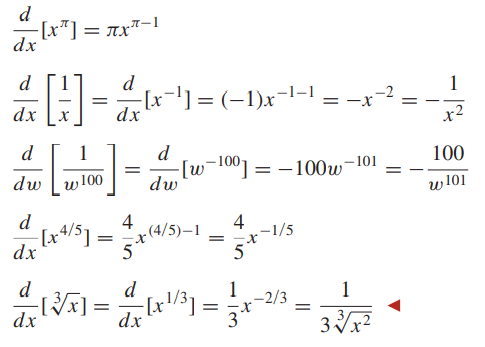 d/dx [x^π] = πx^{π−1}
d/dx [1/x] = d/dx [x^{−1}] = (−1)x^{−1−1} = −x^{−2} = −1/x^2
d/dw [1/w^{100}] = d/dw [w^{−100}] = −100w^{−101} = −100/w^{101}
d/dx [x^{4/5}] = 4/5 x^{(4/5)−1} = 4/5 x^{−1/5}
d/dx [∛x] = d/dx [x^{1/3}] = 1/3 x^{−2/3} = 1/(3∛(x^2)) ◄